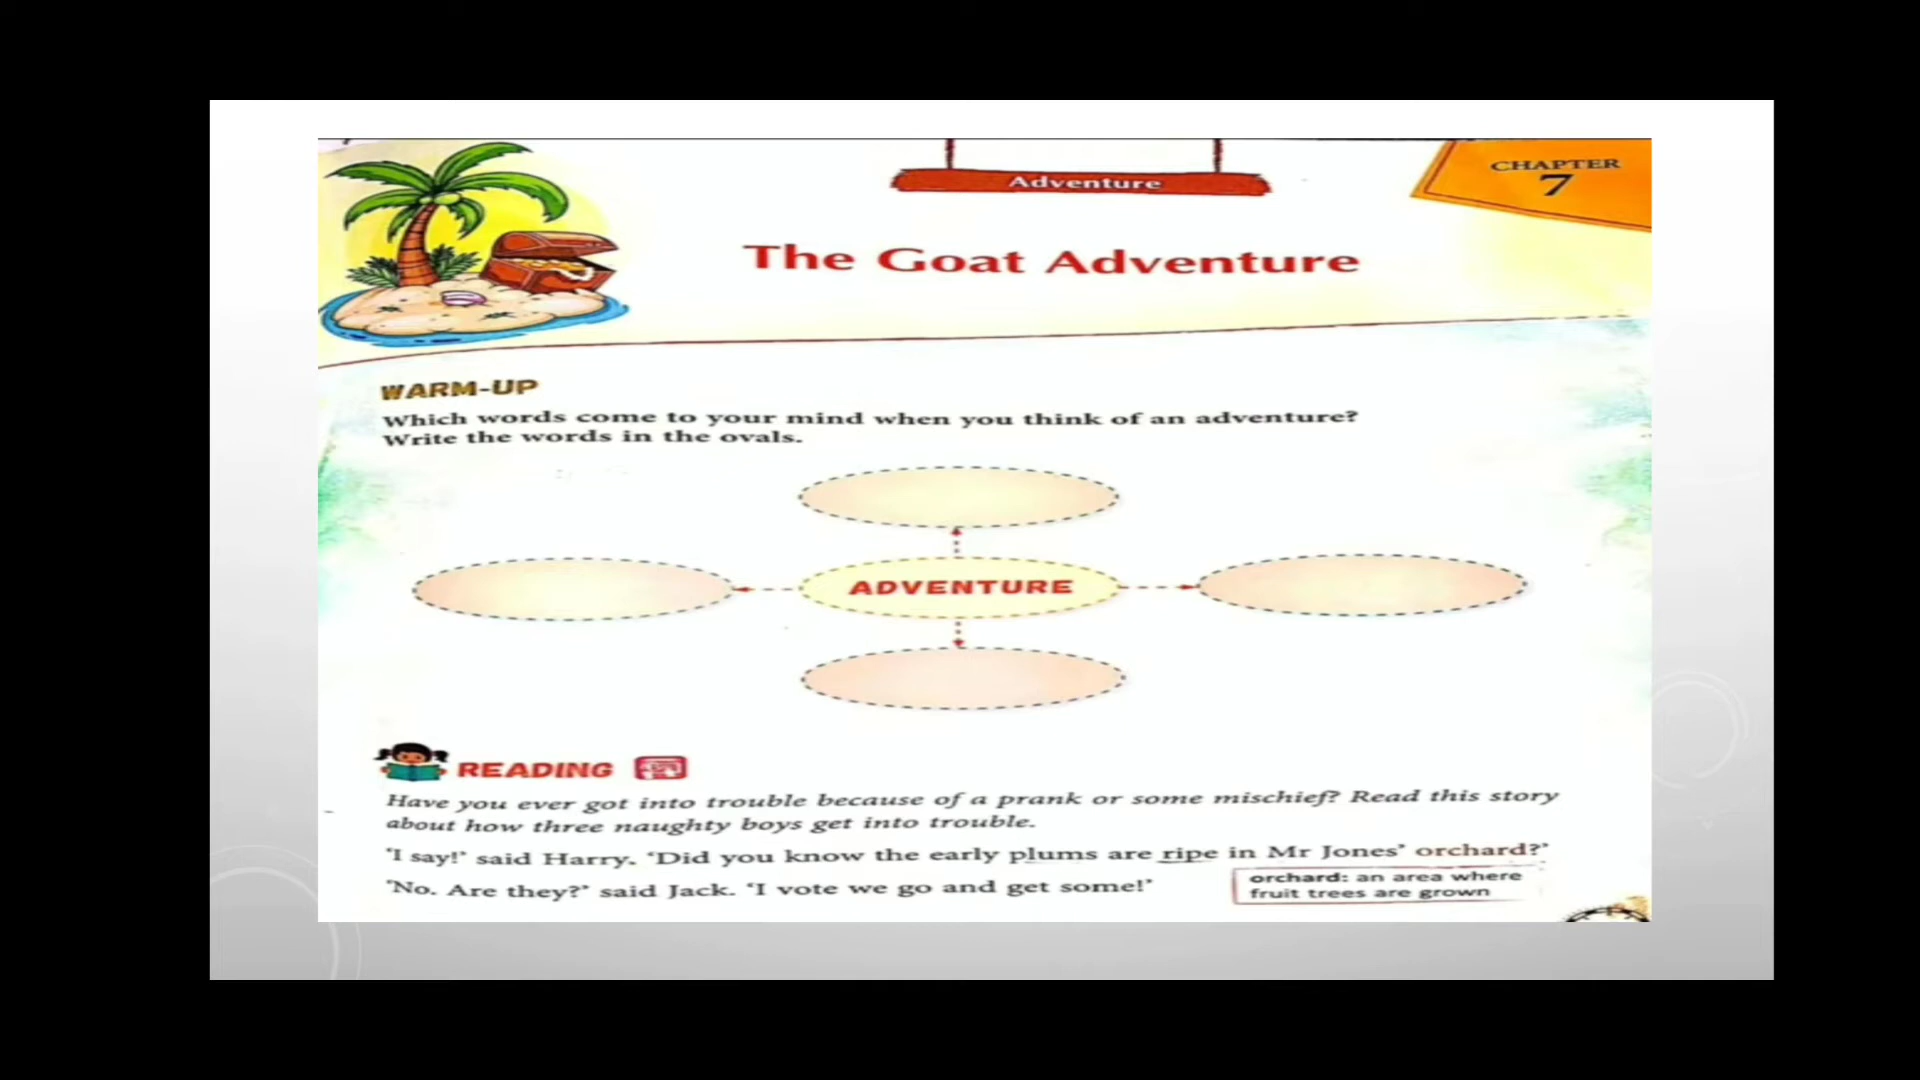 Adventure
CHAPTER
7
The Goat Adventure
WARM-UP
Which words come to your mind when you think of an adventure?
Write the words in the ovals.
ADVENTURE
READING
Have you ever got into trouble because of a prank or some mischief? Read this story
about how three naughty boys get into trouble.
‘I say!’ said Harry. ‘Did you know the early plums are ripe in Mr Jones’ orchard?’
‘No. Are they?’ said Jack. ‘I vote we go and get some!’
orchard: an area where
fruit trees are grown